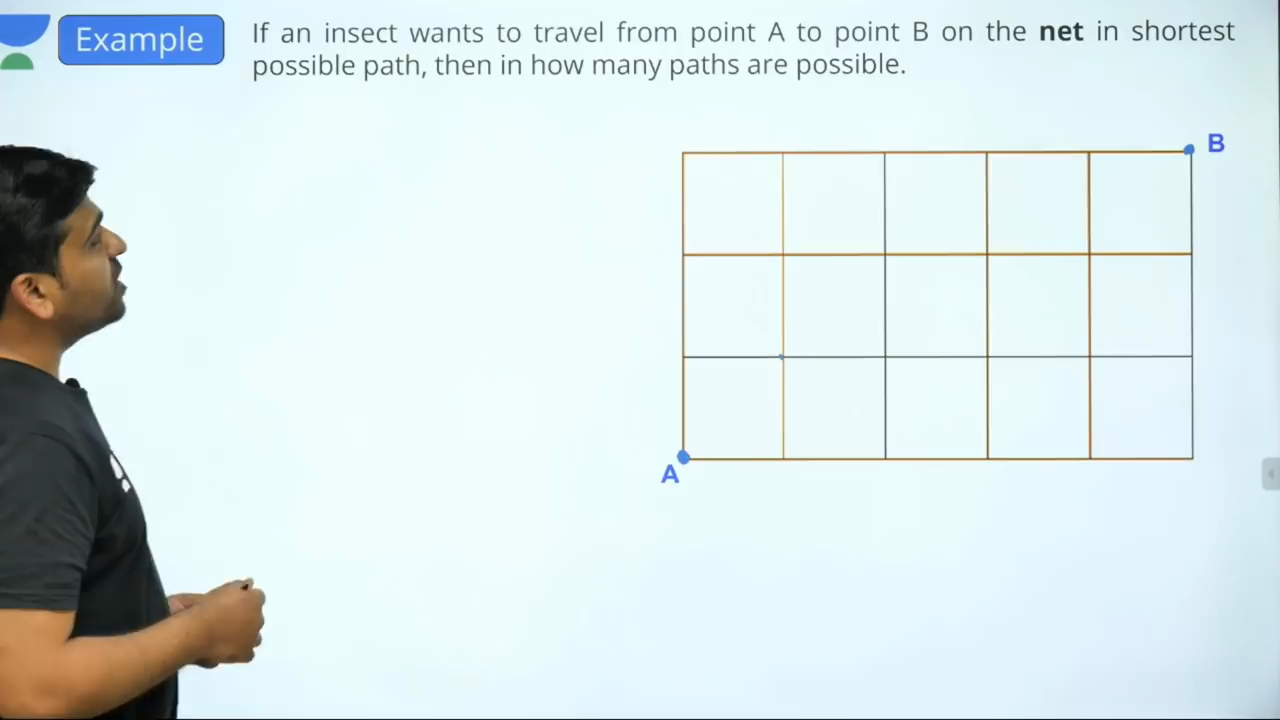 Example
If an insect wants to travel from point A to point B on the net in shortest
possible path, then in how many paths are possible.
B
A